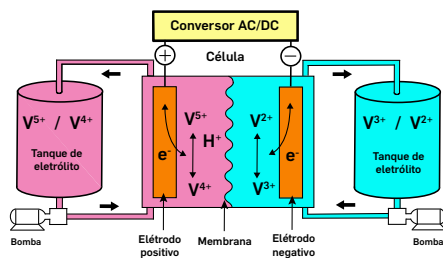 Conversor AC/DC
+
Célula
−
V5+ / V4+
Tanque de
eletrólito
V5+
H+
e-
V4+
V2+
e-
V3+
V3+ / V2+
Tanque de
eletrólito
Bomba
Elétrodo
positivo
Membrana
Elétrodo
negativo
Bomba